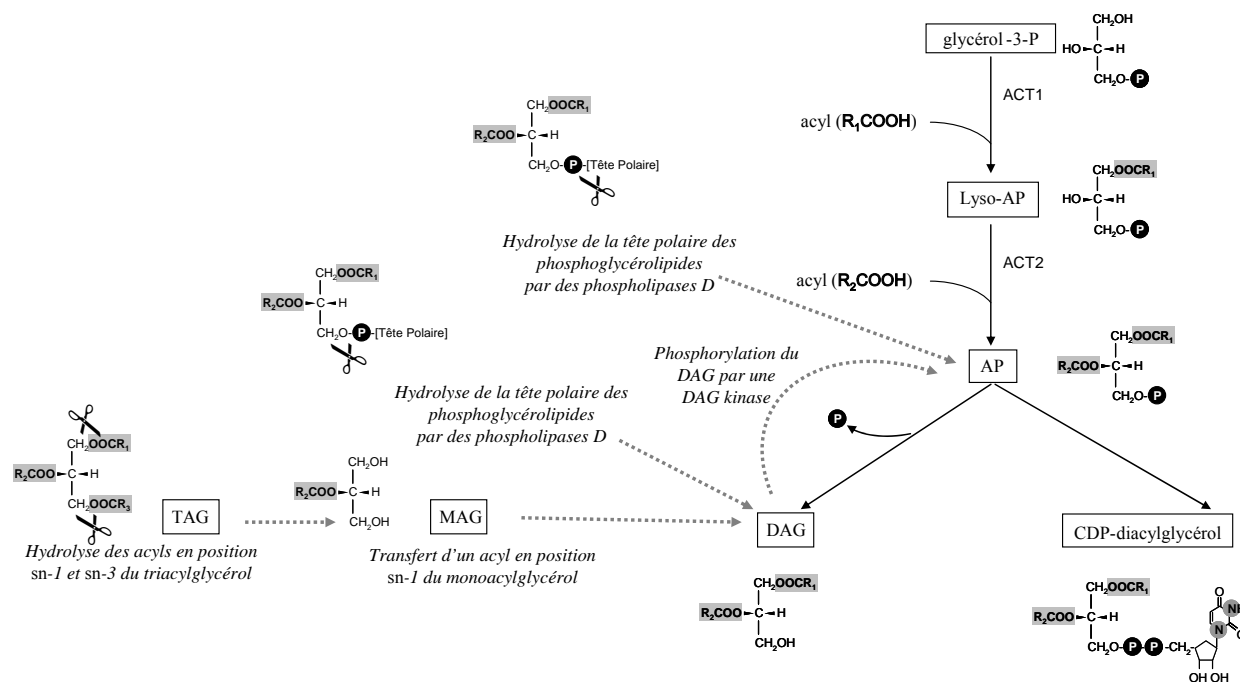 glycérol -3-P
CH2OH
HO C H
CH2O- P
ACT1
acyl (R1COOH)
CH2OOCR1
R2COO C H
CH2O- P -[Tête Polaire]
Lyso-AP
CH2OOCR1
HO C H
CH2O- P
Hydrolyse de la tête polaire des
phosphoglycérolipides
par des phospholipases D
ACT2
acyl (R2COOH)
CH2OOCR1
R2COO C H
CH2O- P -[Tête Polaire]
Phosphorylation du
DAG par une
DAG kinase
AP
CH2OOCR1
R2COO C H
CH2O- P
Hydrolyse de la tête polaire des
phosphoglycérolipides
par des phospholipases D
P
CH2OOCR1
R2COO C H
CH2OOCR3
TAG
CH2OH
R2COO C H
CH2OH
MAG
DAG
CDP-diacylglycérol
Hydrolyse des acyls en position
sn-1 et sn-3 du triacylglycérol
Transfert d'un acyl en position
sn-1 du monoacylglycérol
CH2OOCR1
R2COO C H
CH2OH
CH2OOCR1
R2COO C H
CH2O- P - P -CH2
O
NH
N
O
O
OH OH